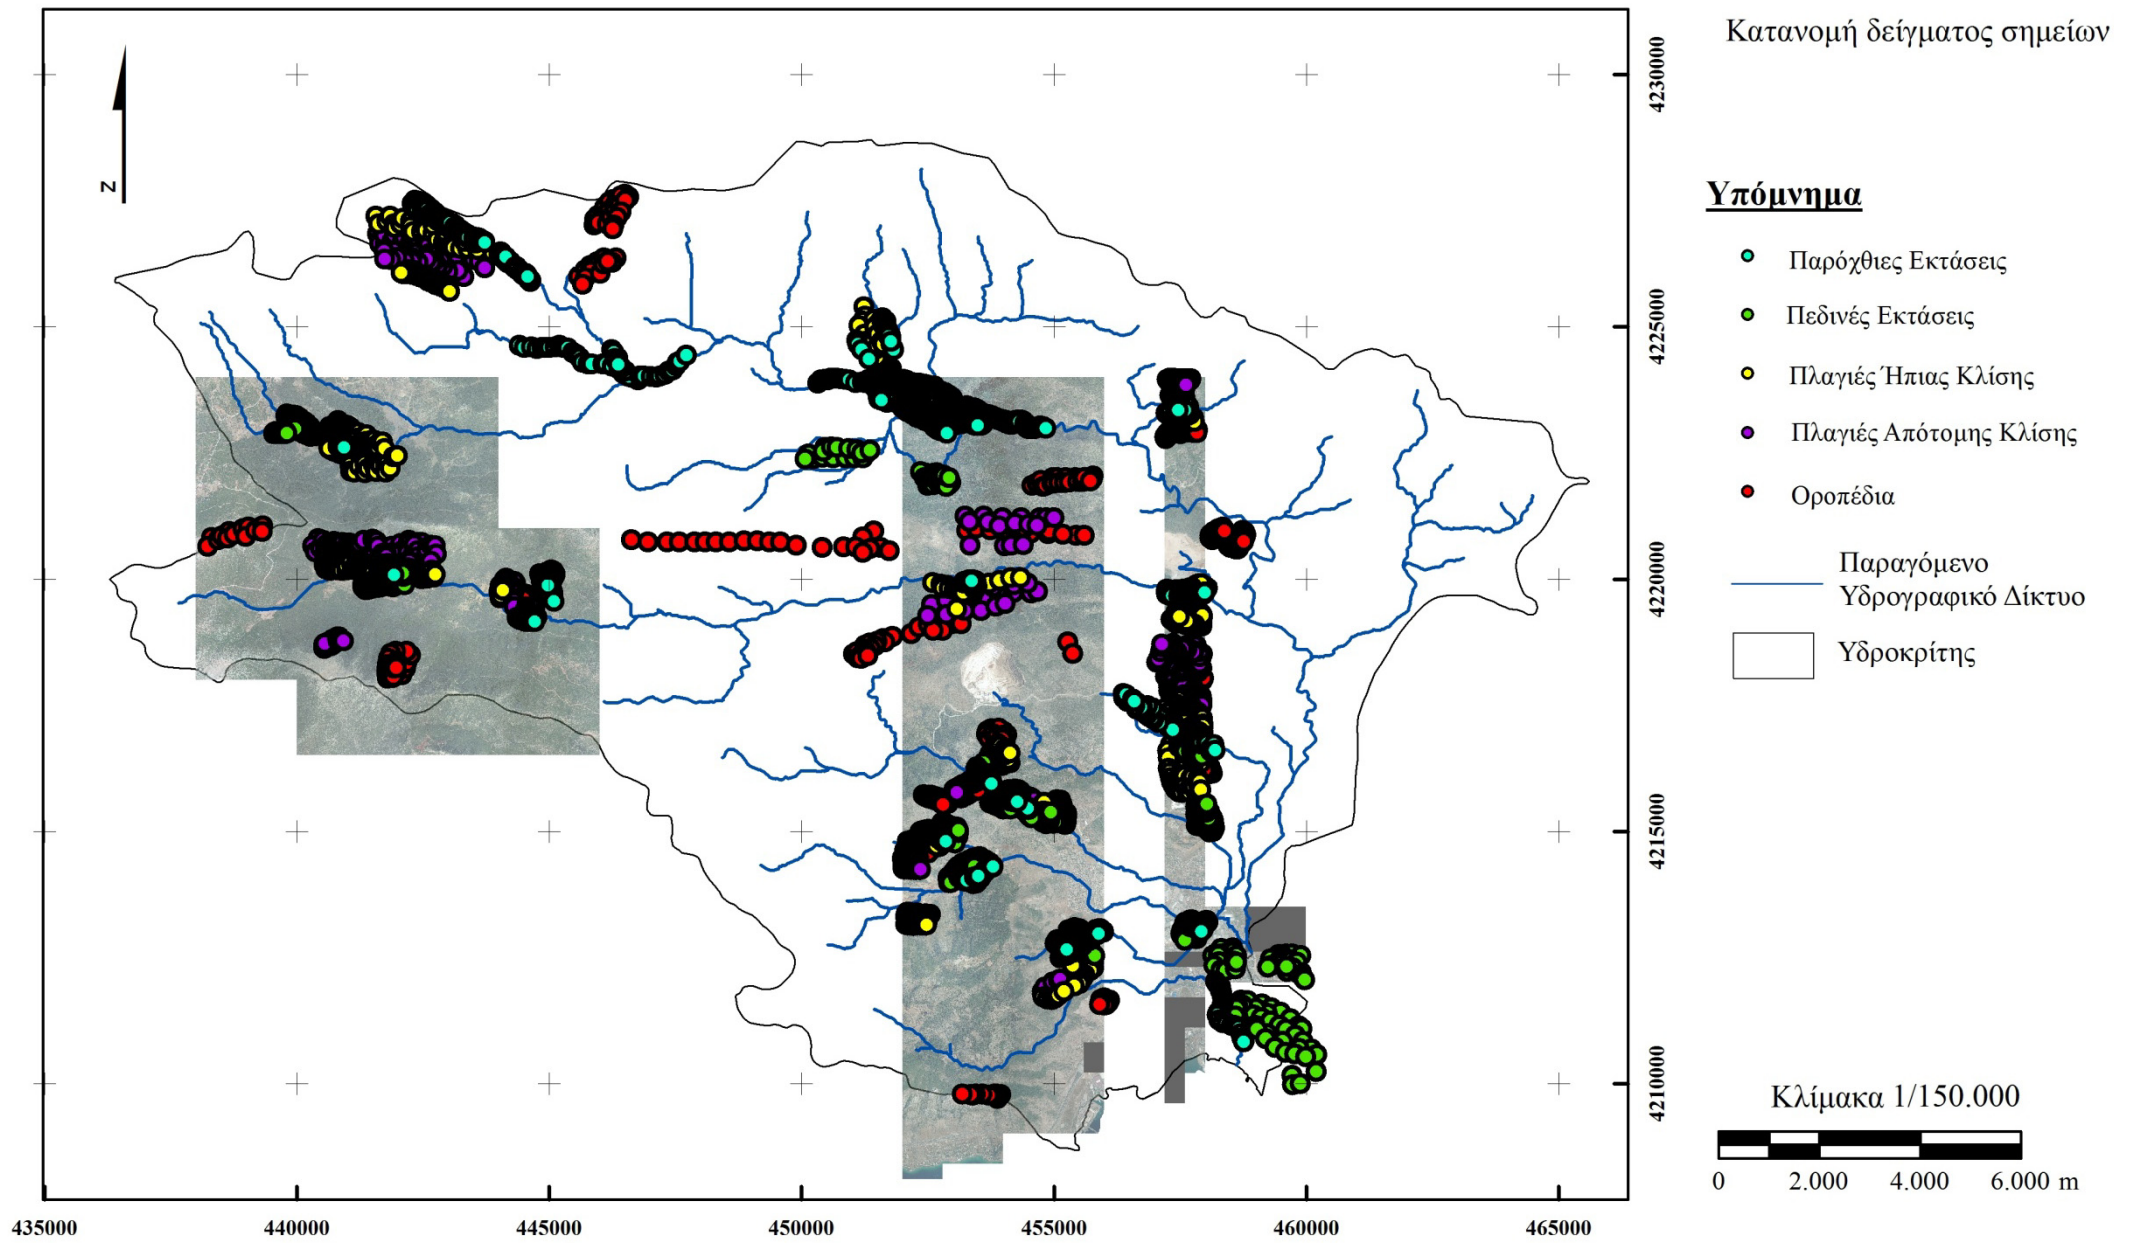 Κατανομή δείγματος σημείων
Υπόμνημα
Παρόχθιες Εκτάσεις
Πεδινές Εκτάσεις
Πλαγιές Ήπιας Κλίσης
Πλαγιές Απότομης Κλίσης
Οροπέδια
Παραγόμενο
Υδρογραφικό Δίκτυο
Υδροκρίτης
Κλίμακα 1/150.000
0 2.000 4.000 6.000 m
N
4230000
4225000
4220000
4215000
4210000
435000 440000 445000 450000 455000 460000 465000